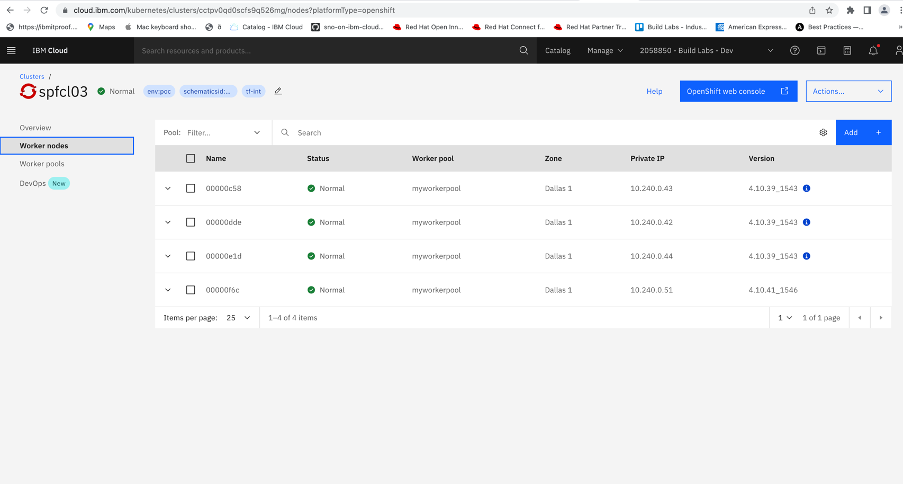 cloud.ibm.com/kubernetes/clusters/cctpv0qd0scfs9q526mg/nodes?platformType=openshift
https://ibmitproof.... Maps Mac keyboard sho... ð Catalog - IBM Cloud sno-on-ibm-cloud... Red Hat Open Inn... Red Hat Connect f... Red Hat Partner Tr... Build Labs - Indus... American Express... Best Practices —... »
IBM Cloud Search resources and products... Catalog Manage 2058850 - Build Labs - Dev
Clusters /
spfcl03 Normal env:poc schematicsid:... tf-int Help OpenShift web console Actions...
Overview
Worker nodes
Worker pools
DevOps New
Pool: Filter... Search Add +
Name Status Worker pool Zone Private IP Version
00000c58 Normal myworkerpool Dallas 1 10.240.0.43 4.10.39_1543
00000dde Normal myworkerpool Dallas 1 10.240.0.42 4.10.39_1543
00000e1d Normal myworkerpool Dallas 1 10.240.0.44 4.10.39_1543
00000f6c Normal myworkerpool Dallas 1 10.240.0.51 4.10.41_1546
Items per page: 25 1–4 of 4 items 1 1 of 1 page